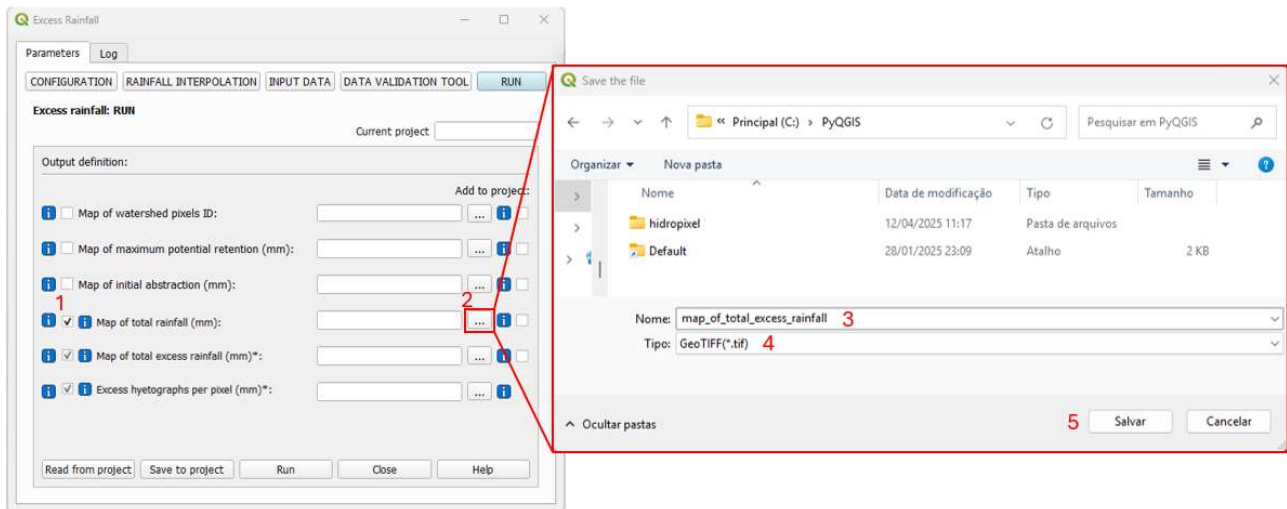 Excess Rainfall
Parameters Log
CONFIGURATION RAINFALL INTERPOLATION INPUT DATA DATA VALIDATION TOOL RUN
Excess rainfall: RUN
Current project
Output definition:
Add to project:
Map of watershed pixels ID: ...
Map of maximum potential retention (mm): ...
Map of initial abstraction (mm): ...
1 2
Map of total rainfall (mm): ...
Map of total excess rainfall (mm)*: ...
Excess hyetographs per pixel (mm)*: ...
Read from project Save to project Run Close Help
Save the file
« Principal (C:) > PyQGIS Pesquisar em PyQGIS
Organizar Nova pasta
Nome Data de modificação Tipo Tamanho
hidropixel 12/04/2025 11:17 Pasta de arquivos
Default 28/01/2025 23:09 Atalho 2 KB
Nome: map_of_total_excess_rainfall 3
Tipo: GeoTIFF(*.tif) 4
Ocultar pastas 5 Salvar Cancelar